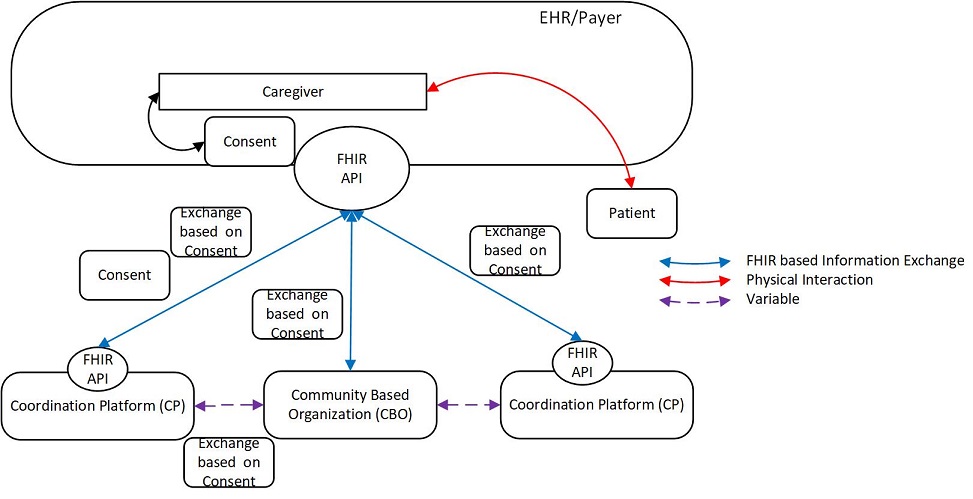 EHR/Payer
Caregiver
Consent
FHIR
API
Patient
Exchange
based on
Consent
Exchange
based on
Consent
Consent
FHIR based Information Exchange
Physical Interaction
Variable
Exchange
based on
Consent
FHIR
API
FHIR
API
Coordination Platform (CP)
Community Based
Organization (CBO)
Coordination Platform (CP)
Exchange
based on
Consent